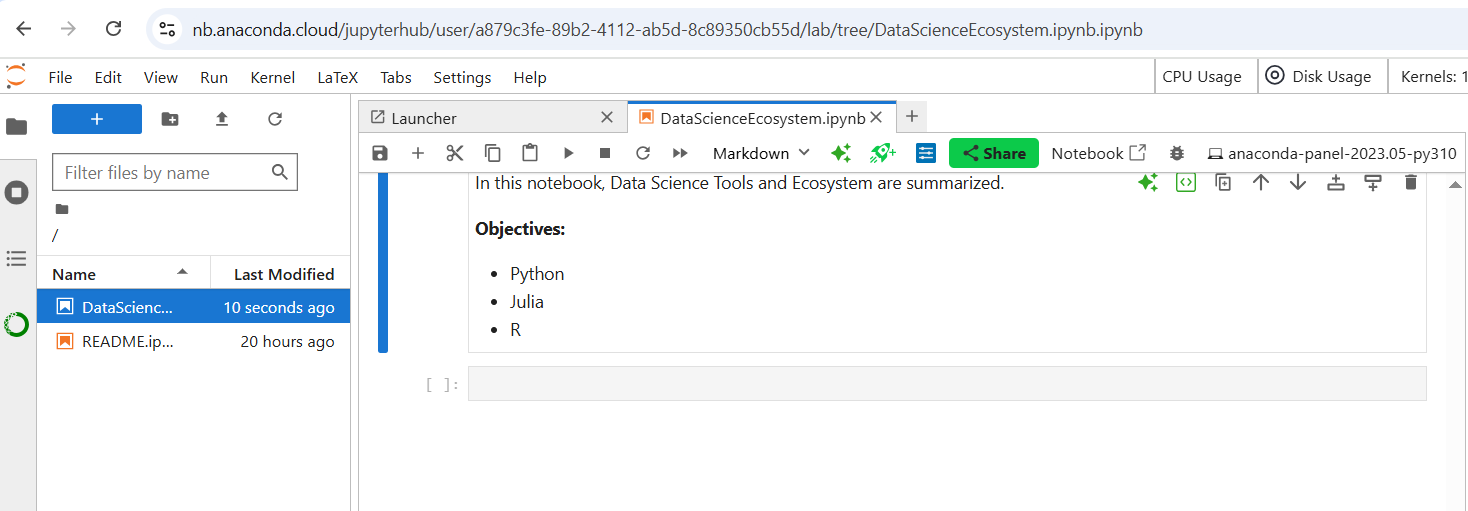 nb.anaconda.cloud/jupyterhub/user/a879c3fe-89b2-4112-ab5d-8c89350cb55d/lab/tree/DataScienceEcosystem.ipynb.ipynb
File Edit View Run Kernel LaTeX Tabs Settings Help CPU Usage Disk Usage Kernels: 1
Launcher DataScienceEcosystem.ipynb
Markdown Share Notebook anaconda-panel-2023.05-py310
Filter files by name
/
Name Last Modified
DataScienc... 10 seconds ago
README.ip... 20 hours ago
In this notebook, Data Science Tools and Ecosystem are summarized.
Objectives:
Python
Julia
R
[ ]: